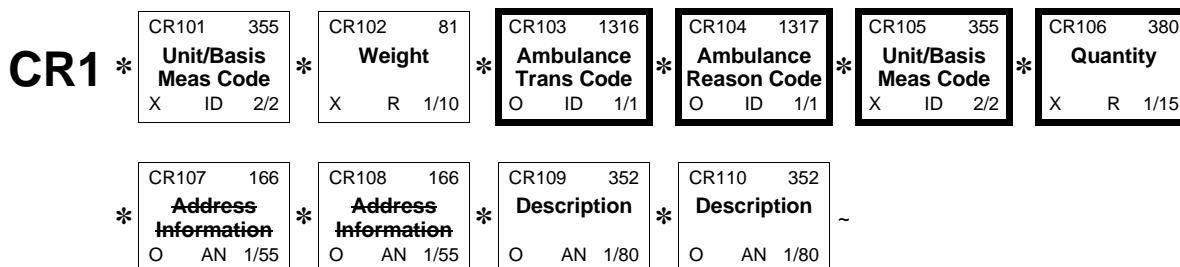 CR101 355 CR102 81 CR103 1316 CR104 1317 CR105 355 CR106 380
CR1 * Unit/Basis Meas Code * Weight * Ambulance Trans Code * Ambulance Reason Code * Unit/Basis Meas Code * Quantity
X ID 2/2 X R 1/10 O ID 1/1 O ID 1/1 X ID 2/2 X R 1/15
CR107 166 CR108 166 CR109 352 CR110 352
* Address Information * Address Information * Description * Description ~
O AN 1/55 O AN 1/55 O AN 1/80 O AN 1/80